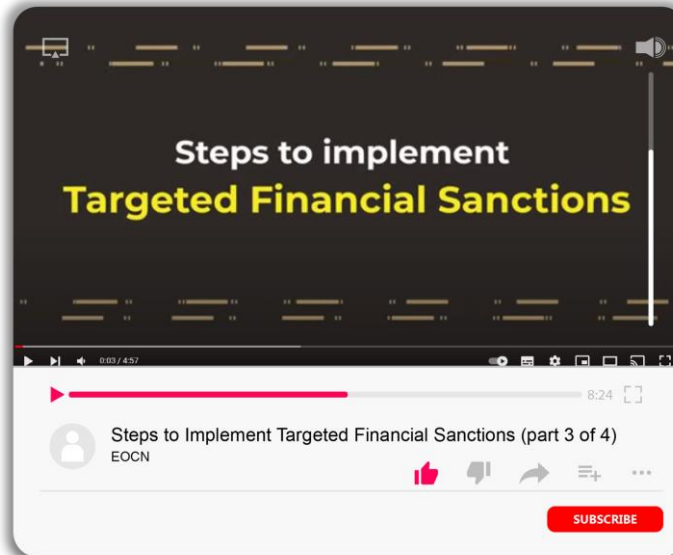 Steps to implement
Targeted Financial Sanctions
0:03 / 4:57
8:24
Steps to Implement Targeted Financial Sanctions (part 3 of 4)
EOCN
SUBSCRIBE